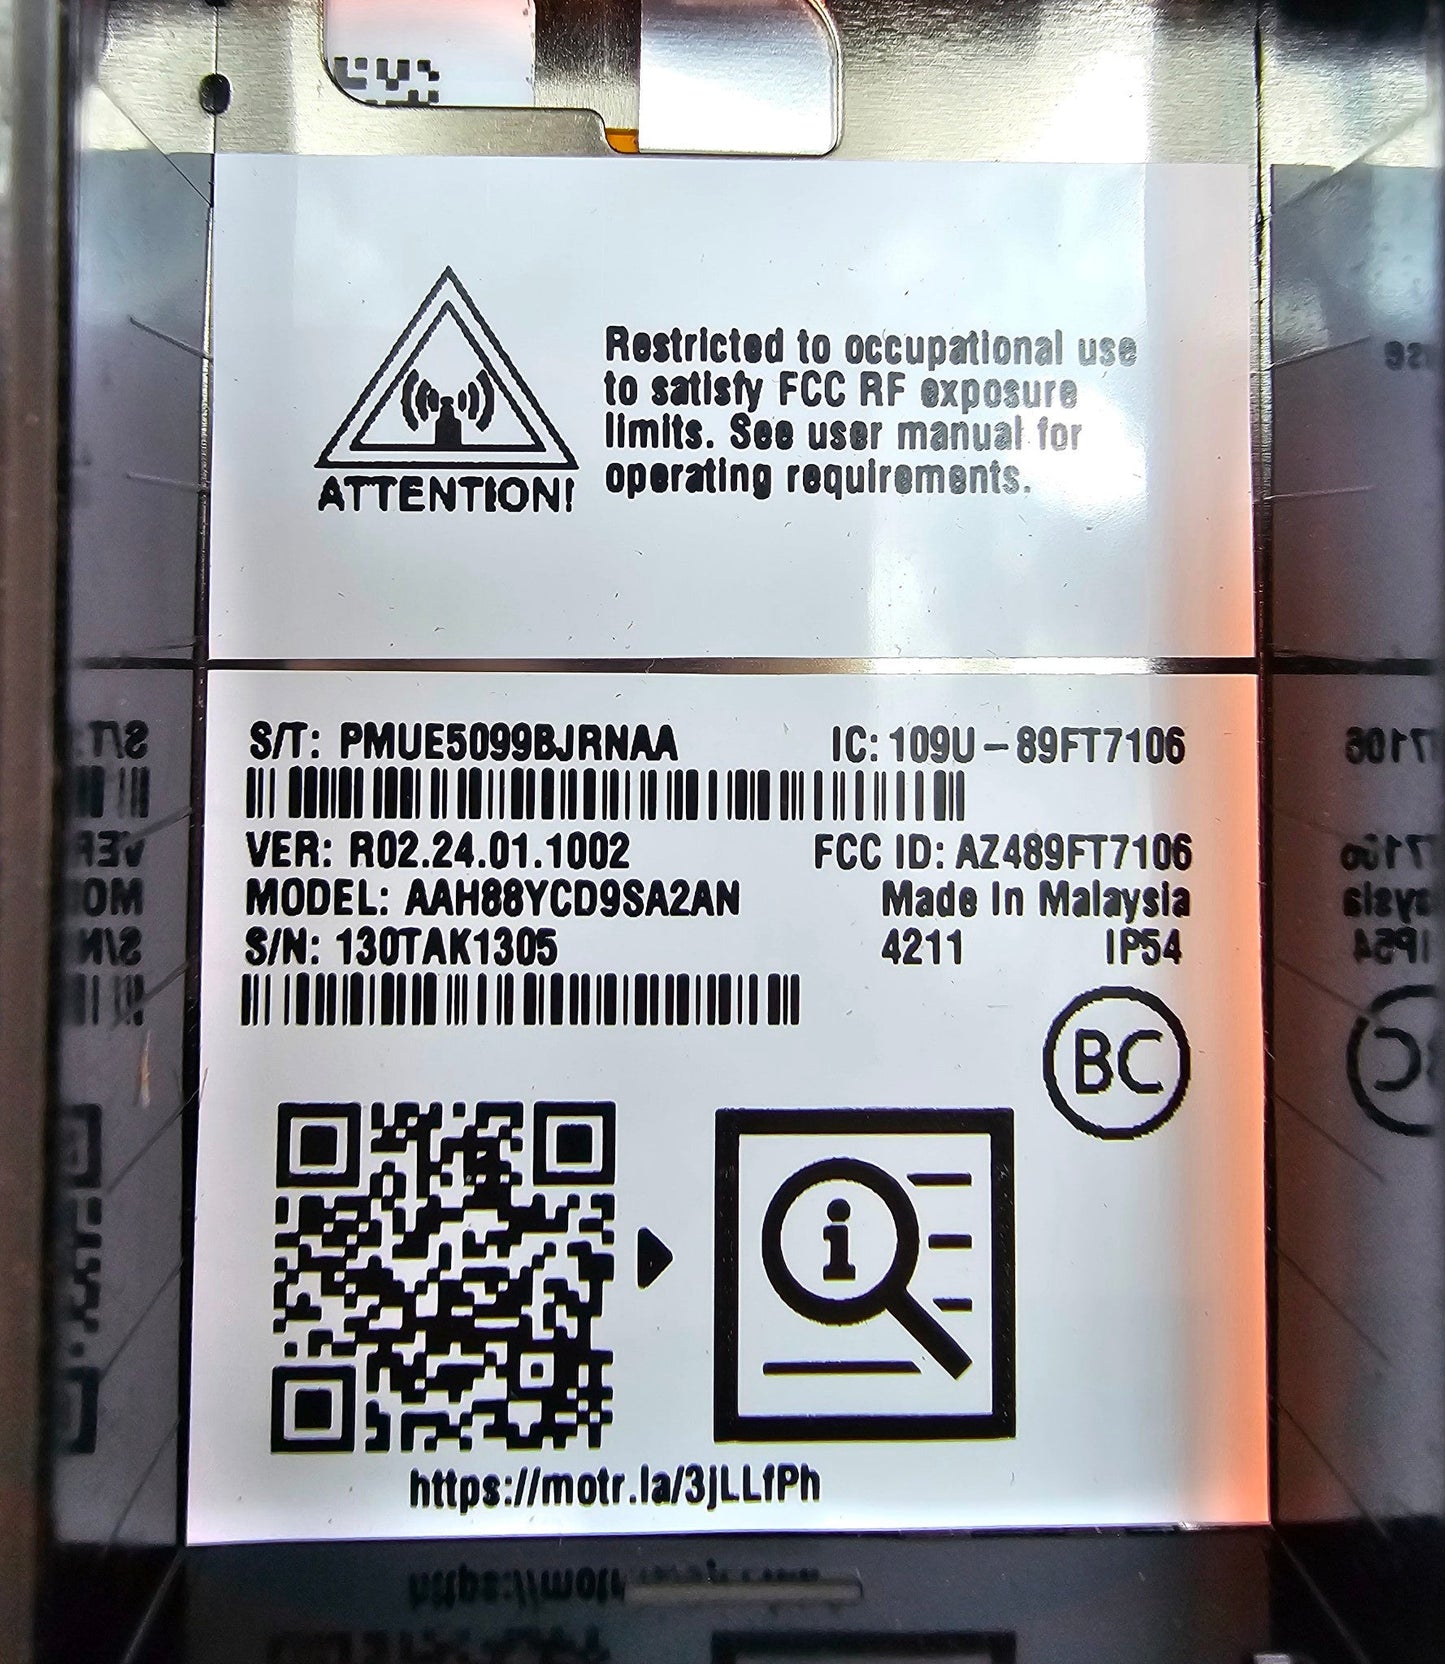 Restricted to occupational use
to satisfy FCC RF exposure
limits. See user manual for
operating requirements.
ATTENTION!
S/T: PMUE5099BJRNAA IC: 109U-89FT7106
VER: R02.24.01.1002 FCC ID: AZ489FT7106
MODEL: AAH88YCD9SA2AN Made In Malaysia
S/N: 130TAK1305 4211 IP54
BC
i
https://motr.la/3jLLfPh